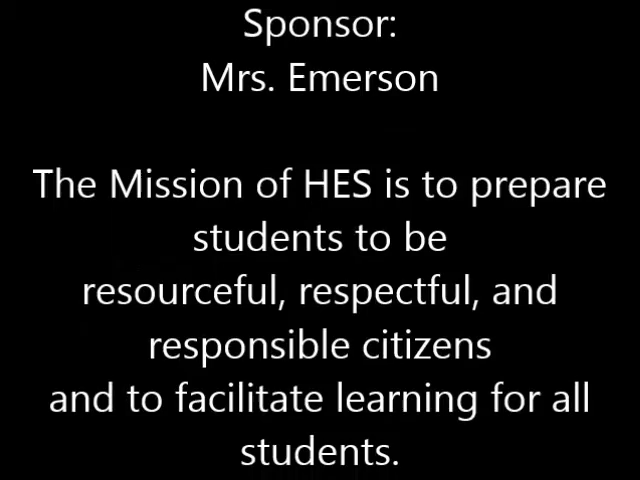 Sponsor:
Mrs. Emerson
The Mission of HES is to prepare
students to be
resourceful, respectful, and
responsible citizens
and to facilitate learning for all
students.